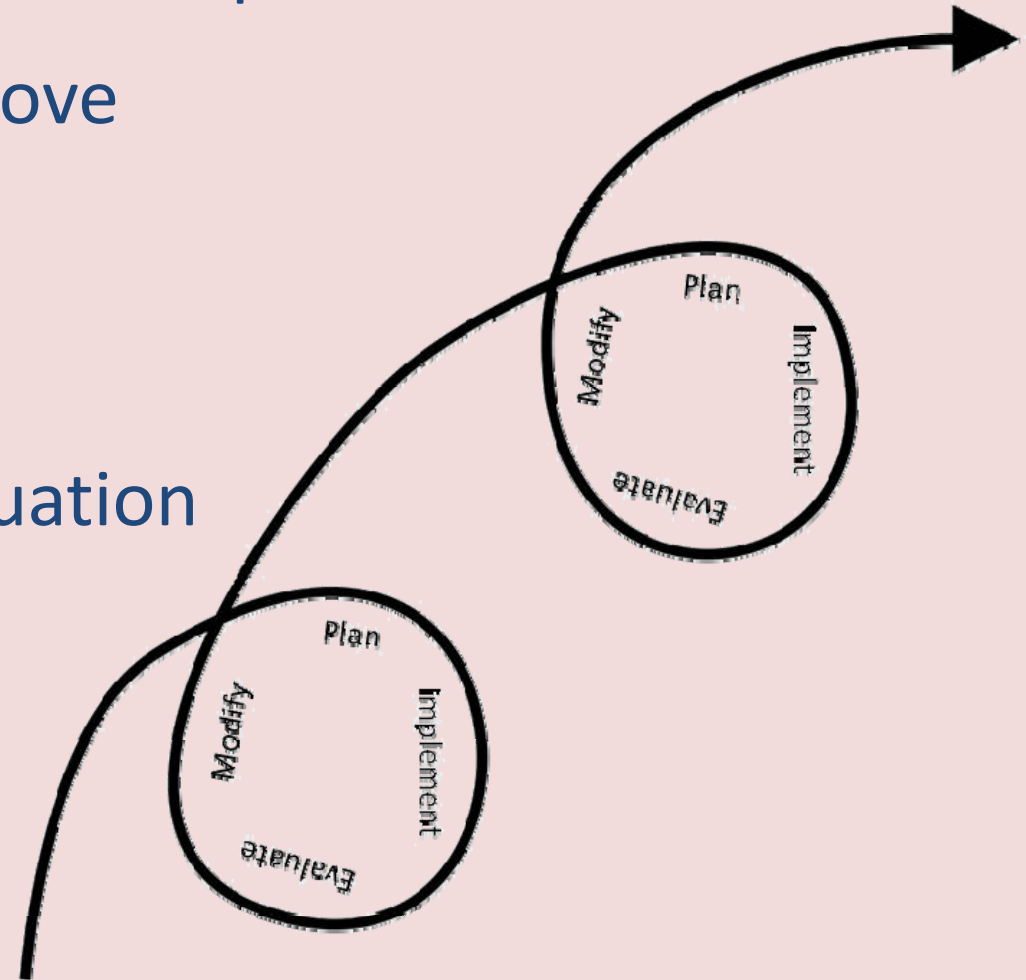 ove
Plan
Implement
Evaluate
Modify
uation
Plan
Implement
Evaluate
Modify